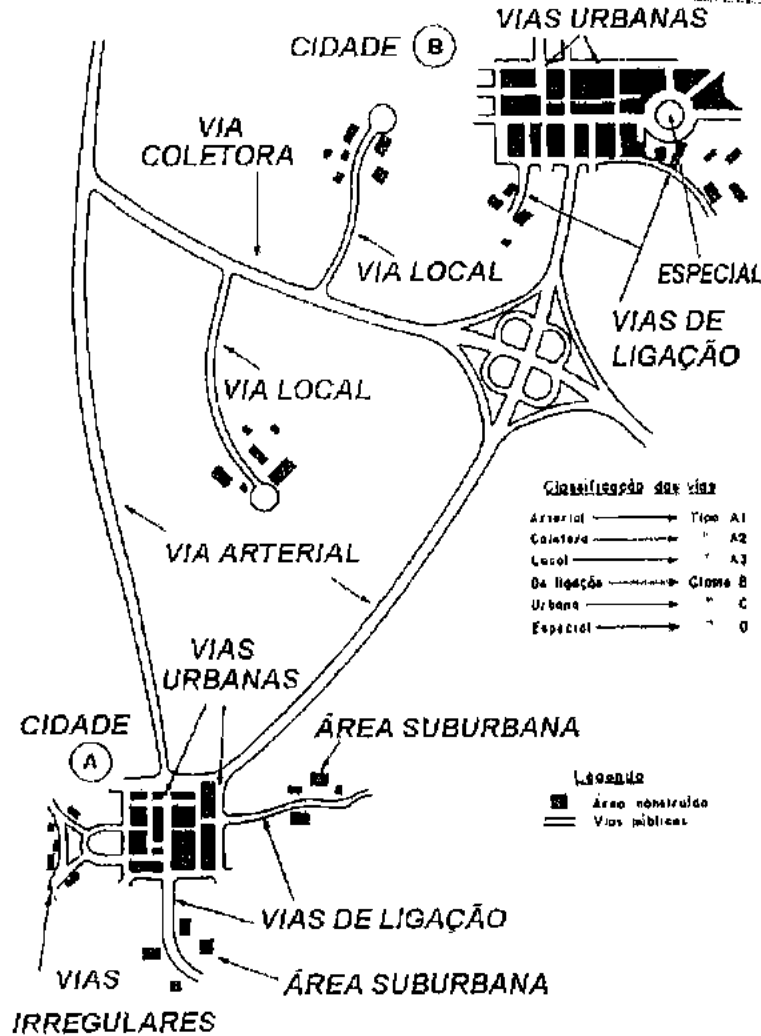 VIAS URBANAS
CIDADE B
VIA
COLETORA
VIA LOCAL
ESPECIAL
VIAS DE
LIGAÇÃO
VIA LOCAL
Classificação das vias
Arterial Tipo A1
Coletora " A2
Local " A3
De ligação Classe B
Urbana " C
Especial " D
VIA ARTERIAL
VIAS
URBANAS
CIDADE
A
ÁREA SUBURBANA
Legenda
Área construída
Vias públicas
VIAS DE LIGAÇÃO
VIAS
IRREGULARES
ÁREA SUBURBANA